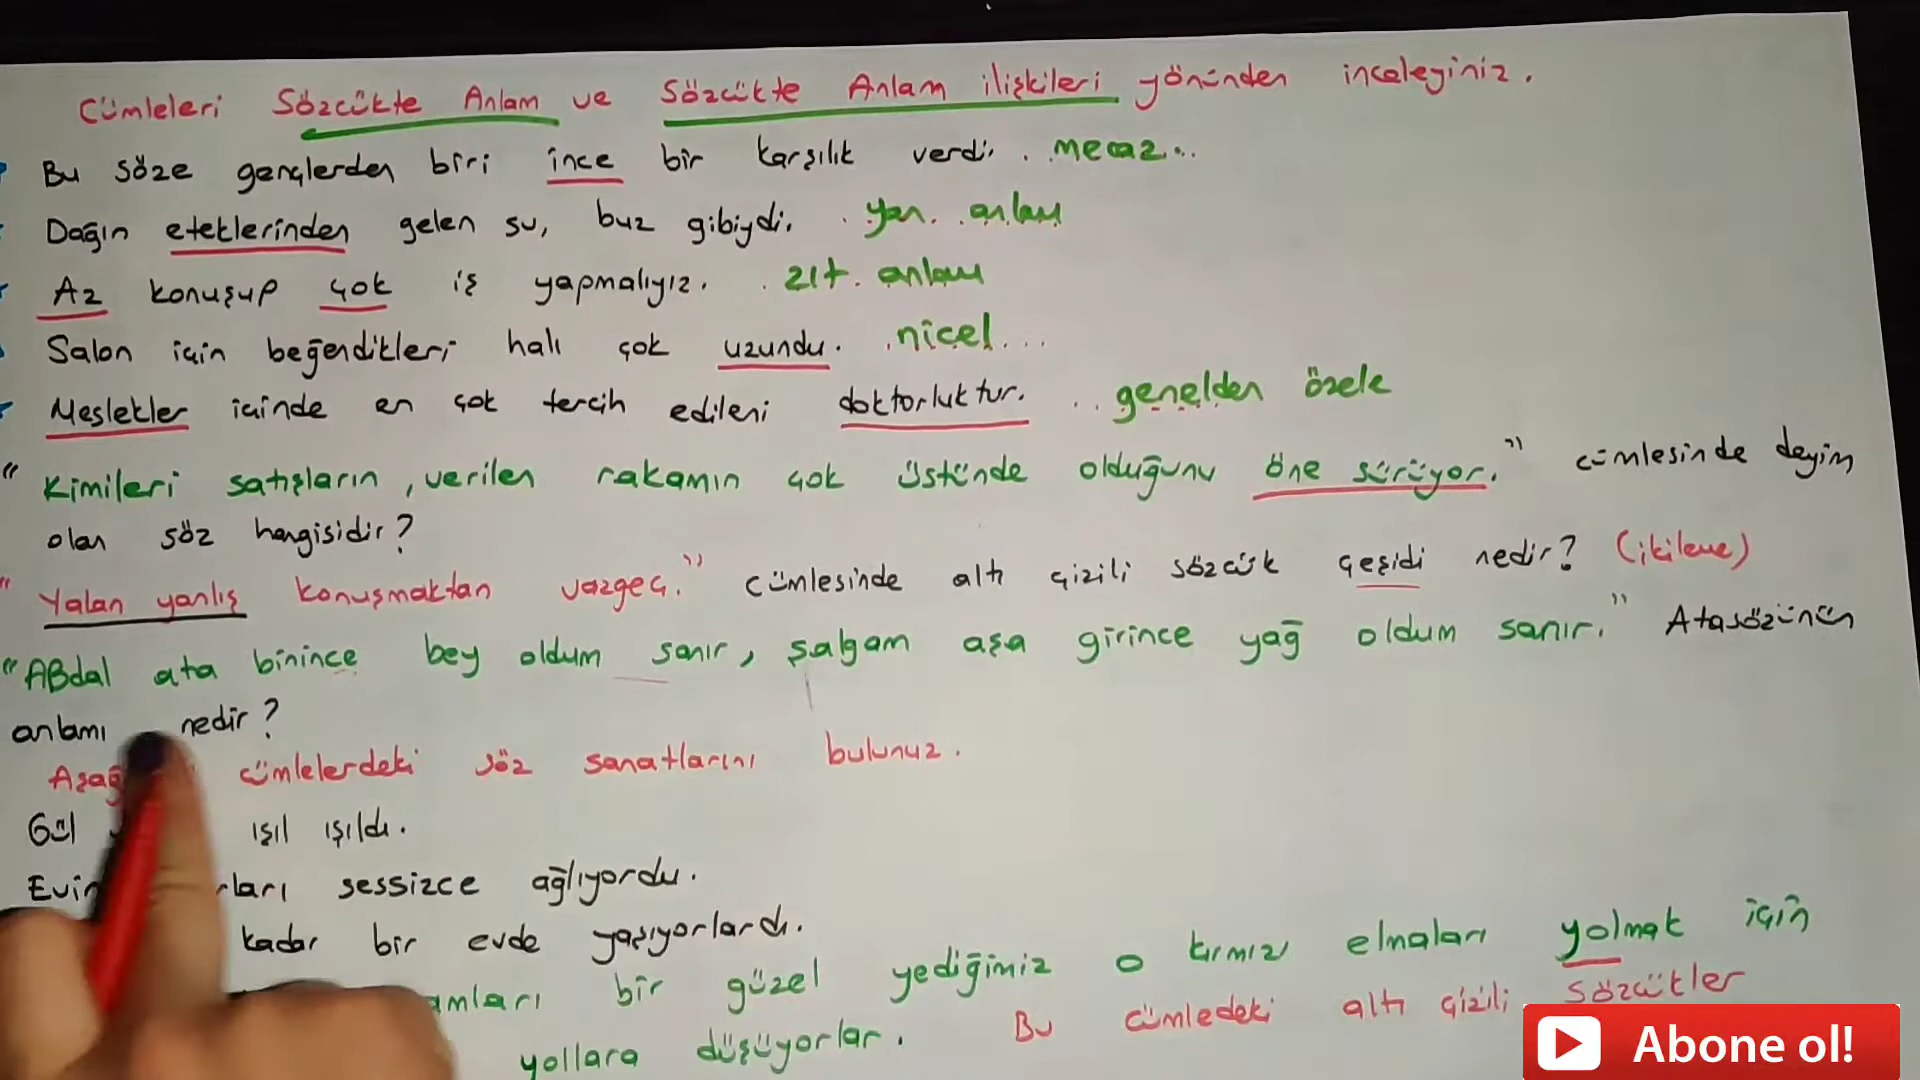 Cümleleri Sözcükte Anlam ve Sözcükte Anlam ilişkileri yönünden inceleyiniz.
Bu söze gençlerden biri ince bir karşılık verdi. . mecaz...
Dağın eteklerinden gelen su, buz gibiydi. . yan. . anlam
Az konuşup çok iş yapmalıyız. . zıt. anlam
Salon için beğendikleri halı çok uzundu. . nicel...
Meslekler içinde en çok tercih edileni doktorluktur. .. genelden özele
"Kimileri satışların, verilen rakamın çok üstünde olduğunu öne sürüyor." cümlesinde deyim
olan söz hangisidir?
"Yalan yanlış konuşmaktan vazgeç." cümlesinde altı çizili sözcük çeşidi nedir? (ikileme)
"ABdal ata binince bey oldum sanır, şalgam aşa girince yağ oldum sanır." Atasözünün
anlamı nedir?
cümlelerdeki söz sanatlarını bulunuz.
Gül ışıl ışıldı.
sessizce ağlıyordu.
kadar bir evde yaşıyorlardı.
bir güzel yediğimiz o kırmızı elmaları yolmak için
yollara düşüyorlar. Bu cümledeki altı çizili sözcükler
Abone ol!